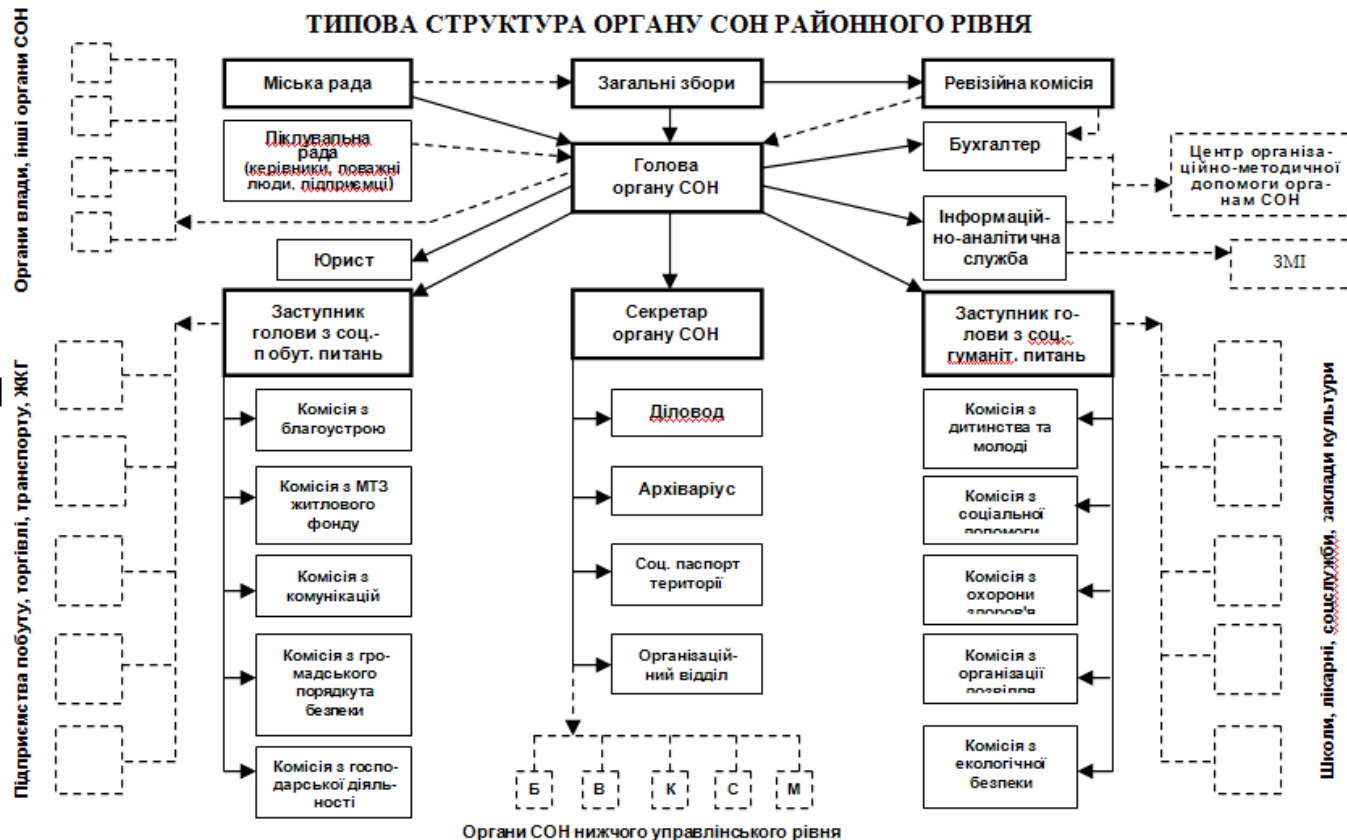 ТИПОВА СТРУКТУРА ОРГАНУ СОН РАЙОННОГО РІВНЯ
Органи влади, інші органи СОН
Міська рада
Загальні збори
Ревізійна комісія
Піклувальна
рада
(керівники, поважні
люди, підприємці)
Голова
органу СОН
Бухгалтер
Центр організа-
ційно-методичної
допомоги орга-
нам СОН
Інформацій-
но-аналітична
служба
ЗМІ
Юрист
Заступник
голови з соц.-
побут. питань
Секретар
органу СОН
Заступник го-
лови з соц.-
гуманіт. питань
Підприємства побуту, торгівлі, транспорту, ЖКГ
Комісія з
благоустрою
Комісія з МТЗ
житлового
фонду
Комісія з
комунікацій
Комісія з гро-
мадського
порядкута
безпеки
Комісія з госпо-
дарської діяль-
ності
Діловод
Архіваріус
Соц. паспорт
території
Організацій-
ний відділ
Комісія з
дитинства та
молоді
Комісія з
соціальної
допомоги
Комісія з
охорони
здоров'я
Комісія з
організації
дозвілля
Комісія з
екологічної
безпеки
Школи, лікарні, соцслужби, заклади культури
Б В К С М
Органи СОН нижчого управлінського рівня